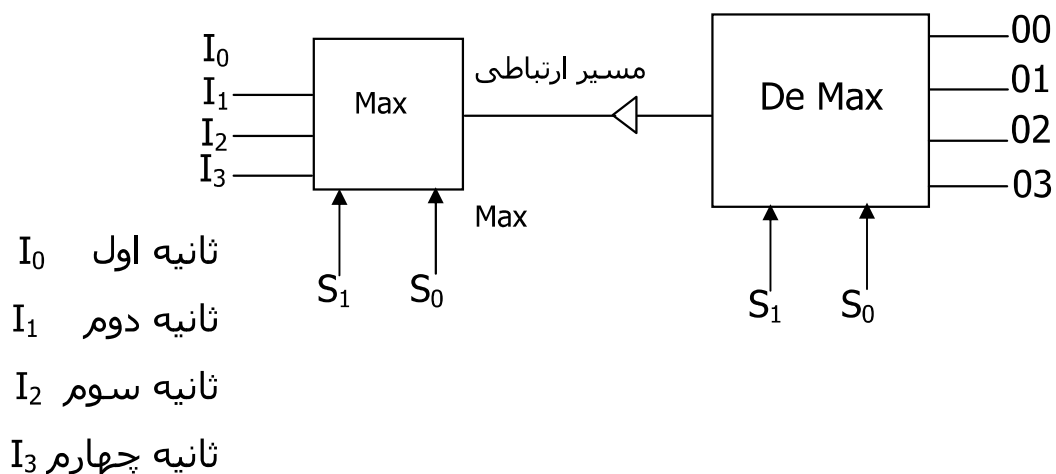 I₀
I₁
I₂
I₃
Max
مسیر ارتباطی
De Max
00
01
02
03
Max
S₁
S₀
S₁
S₀
ثانیه اول I₀
ثانیه دوم I₁
ثانیه سوم I₂
ثانیه چهارم I₃